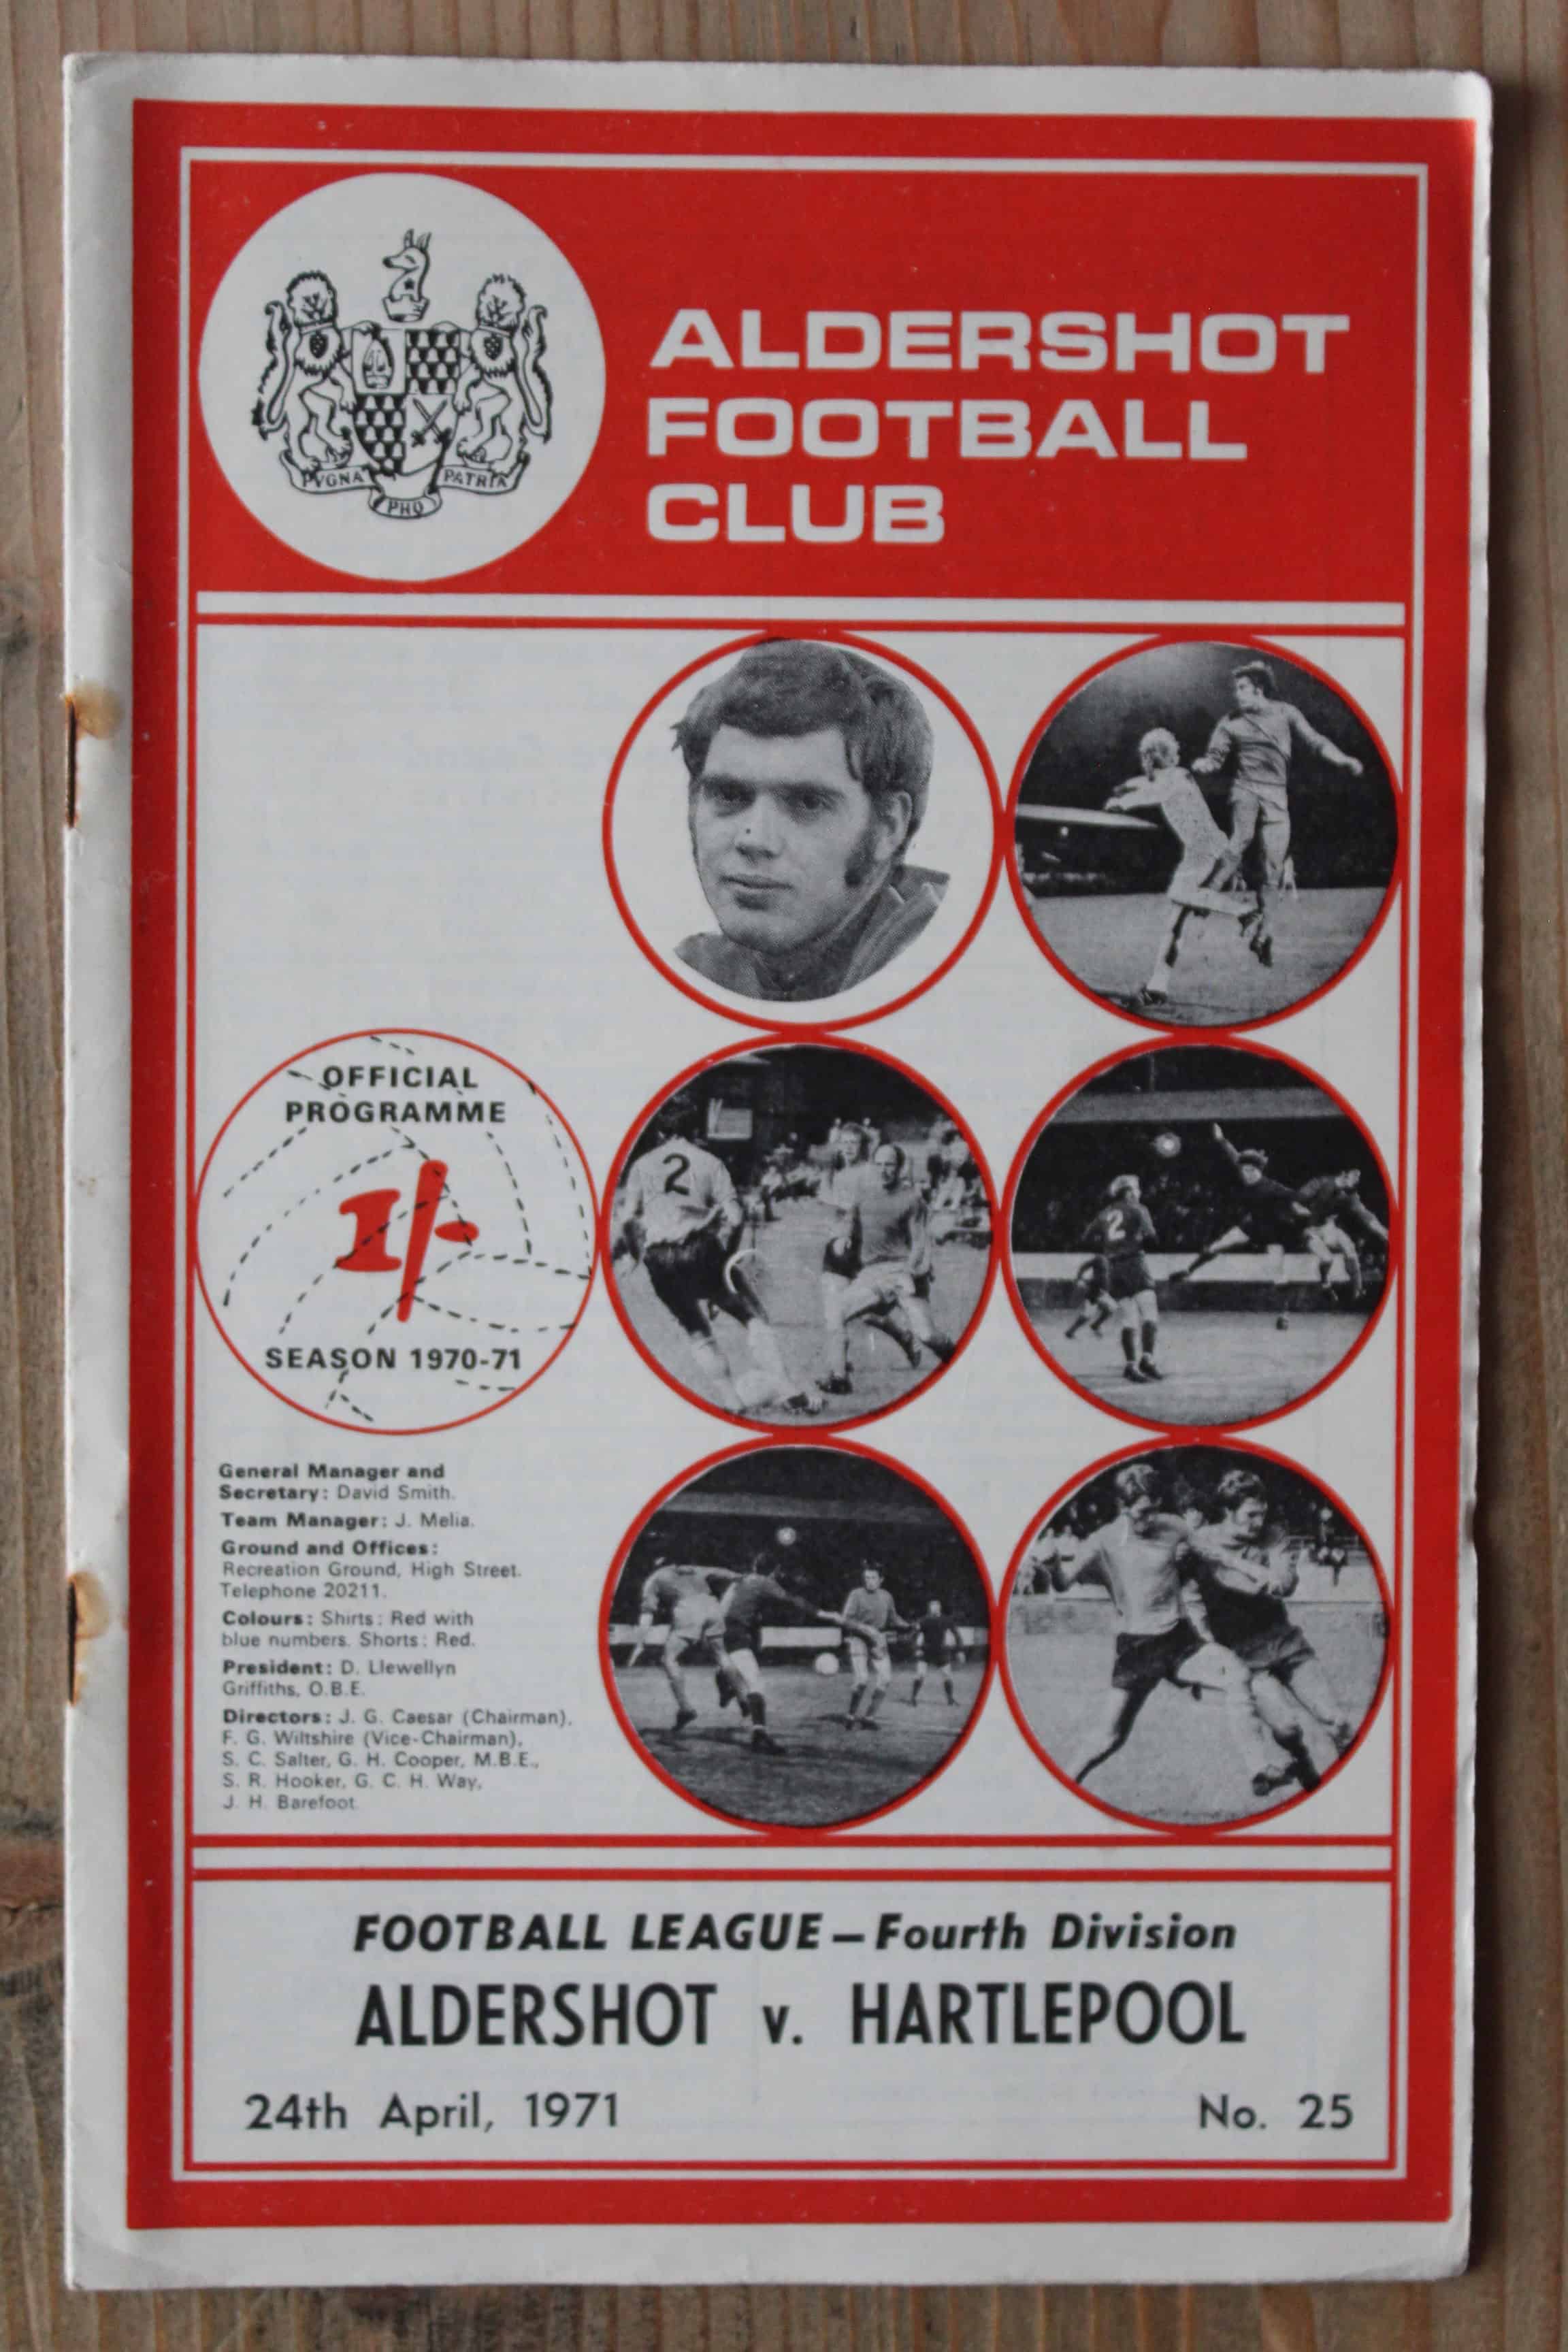 PVGNA PRO PATRIA
ALDERSHOT
FOOTBALL
CLUB
OFFICIAL
PROGRAMME
1/-
SEASON 1970-71
2
2
General Manager and
Secretary: David Smith.
Team Manager: J. Melia.
Ground and Offices:
Recreation Ground, High Street.
Telephone 20211.
Colours: Shirts: Red with
blue numbers. Shorts: Red.
President: D. Llewellyn
Griffiths, O.B.E.
Directors: J. G. Caesar (Chairman),
F. G. Wiltshire (Vice-Chairman),
S. C. Salter, G. H. Cooper, M.B.E.,
S. R. Hooker, G. C. H. Way,
J. H. Barefoot.
FOOTBALL LEAGUE — Fourth Division
ALDERSHOT v. HARTLEPOOL
24th April, 1971 No. 25